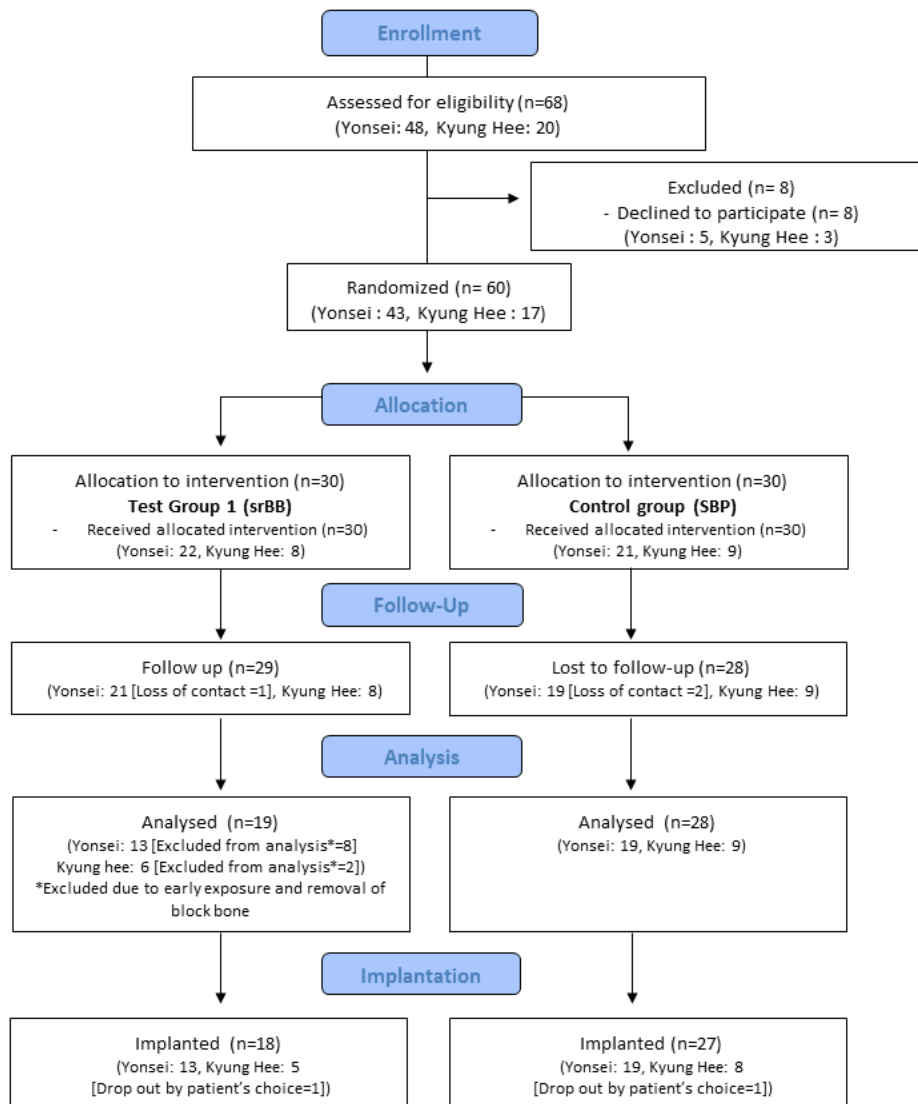 Enrollment
Assessed for eligibility (n=68)
(Yonsei: 48, Kyung Hee: 20)
Excluded (n= 8)
- Declined to participate (n= 8)
(Yonsei : 5, Kyung Hee : 3)
Randomized (n= 60)
(Yonsei : 43, Kyung Hee : 17)
Allocation
Allocation to intervention (n=30)
Test Group 1 (srBB)
- Received allocated intervention (n=30)
(Yonsei: 22, Kyung Hee: 8)
Allocation to intervention (n=30)
Control group (SBP)
- Received allocated intervention (n=30)
(Yonsei: 21, Kyung Hee: 9)
Follow-Up
Follow up (n=29)
(Yonsei: 21 [Loss of contact =1], Kyung Hee: 8)
Lost to follow-up (n=28)
(Yonsei: 19 [Loss of contact =2], Kyung Hee: 9)
Analysis
Analysed (n=19)
(Yonsei: 13 [Excluded from analysis*=8]
Kyung hee: 6 [Excluded from analysis*=2])
*Excluded due to early exposure and removal of
block bone
Analysed (n=28)
(Yonsei: 19, Kyung Hee: 9)
Implantation
Implanted (n=18)
(Yonsei: 13, Kyung Hee: 5
[Drop out by patient's choice=1])
Implanted (n=27)
(Yonsei: 19, Kyung Hee: 8
[Drop out by patient's choice=1])